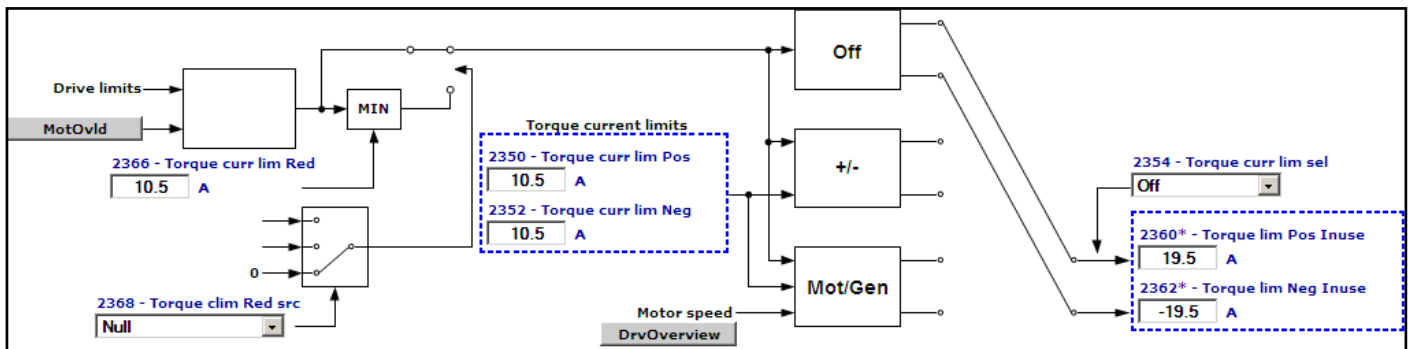 Off
Drive limits
MIN
MotOvld
Torque current limits
2366 - Torque curr lim Red
10.5 A
2350 - Torque curr lim Pos
10.5 A
2352 - Torque curr lim Neg
10.5 A
+/-
2354 - Torque curr lim sel
Off
0
2360* - Torque lim Pos Inuse
19.5 A
2362* - Torque lim Neg Inuse
-19.5 A
Mot/Gen
2368 - Torque clim Red src
Null
Motor speed
DrvOverview